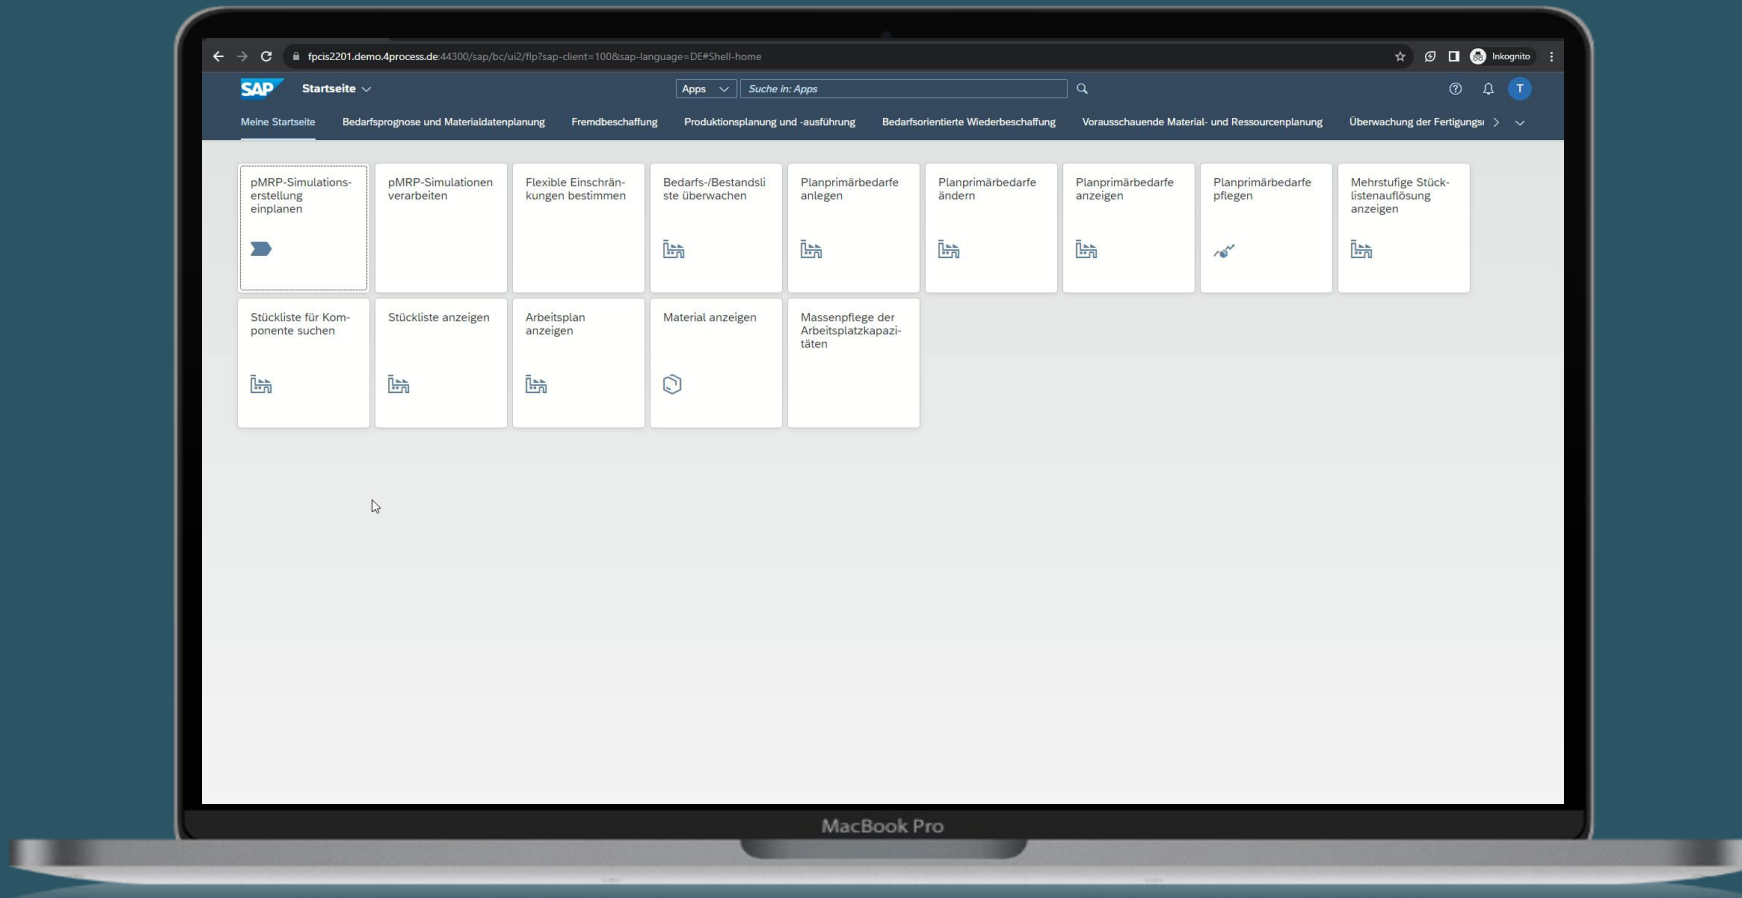 fpcis2201.demo.4process.de:44300/sap/bc/ui2/flp?sap-client=100&sap-language=DE#Shell-home
Inkognito
SAP
Startseite
Apps
Suche in: Apps
T
Meine Startseite
Bedarfsprognose und Materialdatenplanung
Fremdbeschaffung
Produktionsplanung und -ausführung
Bedarfsorientierte Wiederbeschaffung
Vorausschauende Material- und Ressourcenplanung
Überwachung der Fertigungs
pMRP-Simulations-
erstellung
einplanen
pMRP-Simulationen
verarbeiten
Flexible Einschrän-
kungen bestimmen
Bedarfs-/Bestandsli
ste überwachen
Planprimärbedarfe
anlegen
Planprimärbedarfe
ändern
Planprimärbedarfe
anzeigen
Planprimärbedarfe
pflegen
Mehrstufige Stück-
listenauflösung
anzeigen
Stückliste für Kom-
ponente suchen
Stückliste anzeigen
Arbeitsplan
anzeigen
Material anzeigen
Massenpflege der
Arbeitsplatzkapazi-
täten
MacBook Pro